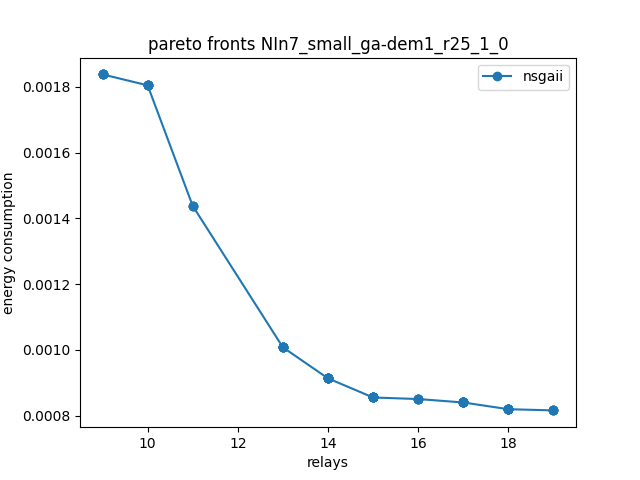 pareto fronts NIn7_small_ga-dem1_r25_1_0
nsgaii
energy consumption
0.0018
0.0016
0.0014
0.0012
0.0010
0.0008
10 12 14 16 18
relays